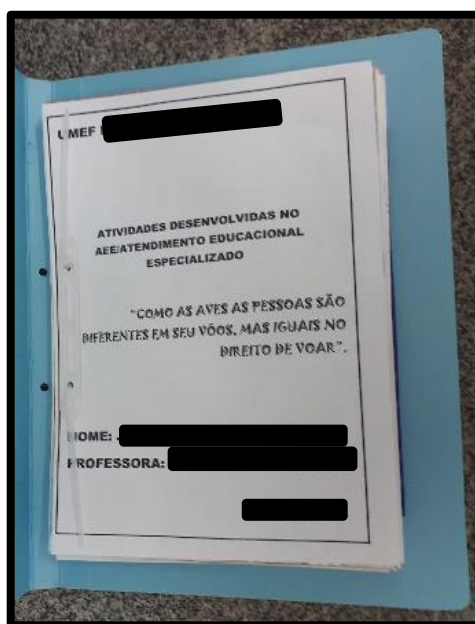 UMEF
ATIVIDADES DESENVOLVIDAS NO
AEE/ATENDIMENTO EDUCACIONAL
ESPECIALIZADO
"COMO AS AVES AS PESSOAS SÃO
DIFERENTES EM SEU VÔOS, MAS IGUAIS NO
DIREITO DE VOAR".
NOME:
PROFESSORA: